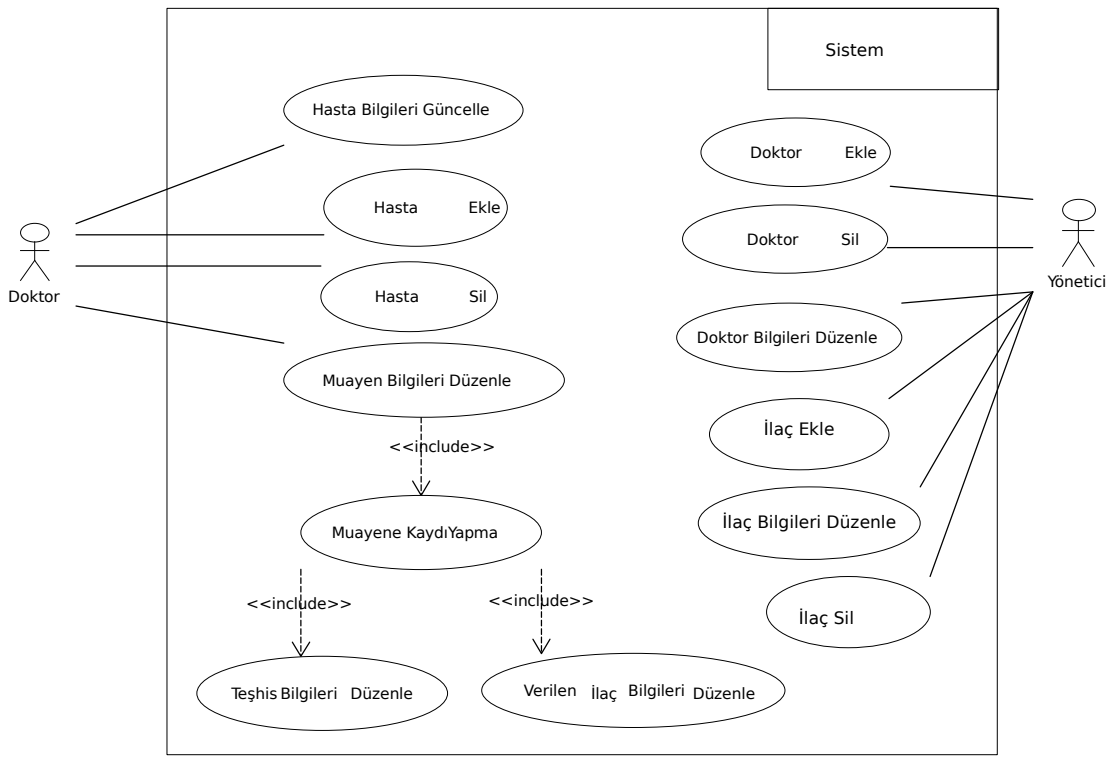 Sistem
Hasta Bilgileri Güncelle
Doktor Ekle
Hasta Ekle
Doktor Sil
Doktor
Yönetici
Hasta Sil
Doktor Bilgileri Düzenle
Muayen Bilgileri Düzenle
<<include>>
İlaç Ekle
Muayene KaydıYapma
İlaç Bilgileri Düzenle
<<include>>
<<include>>
İlaç Sil
Teşhis Bilgileri Düzenle
Verilen İlaç Bilgileri Düzenle